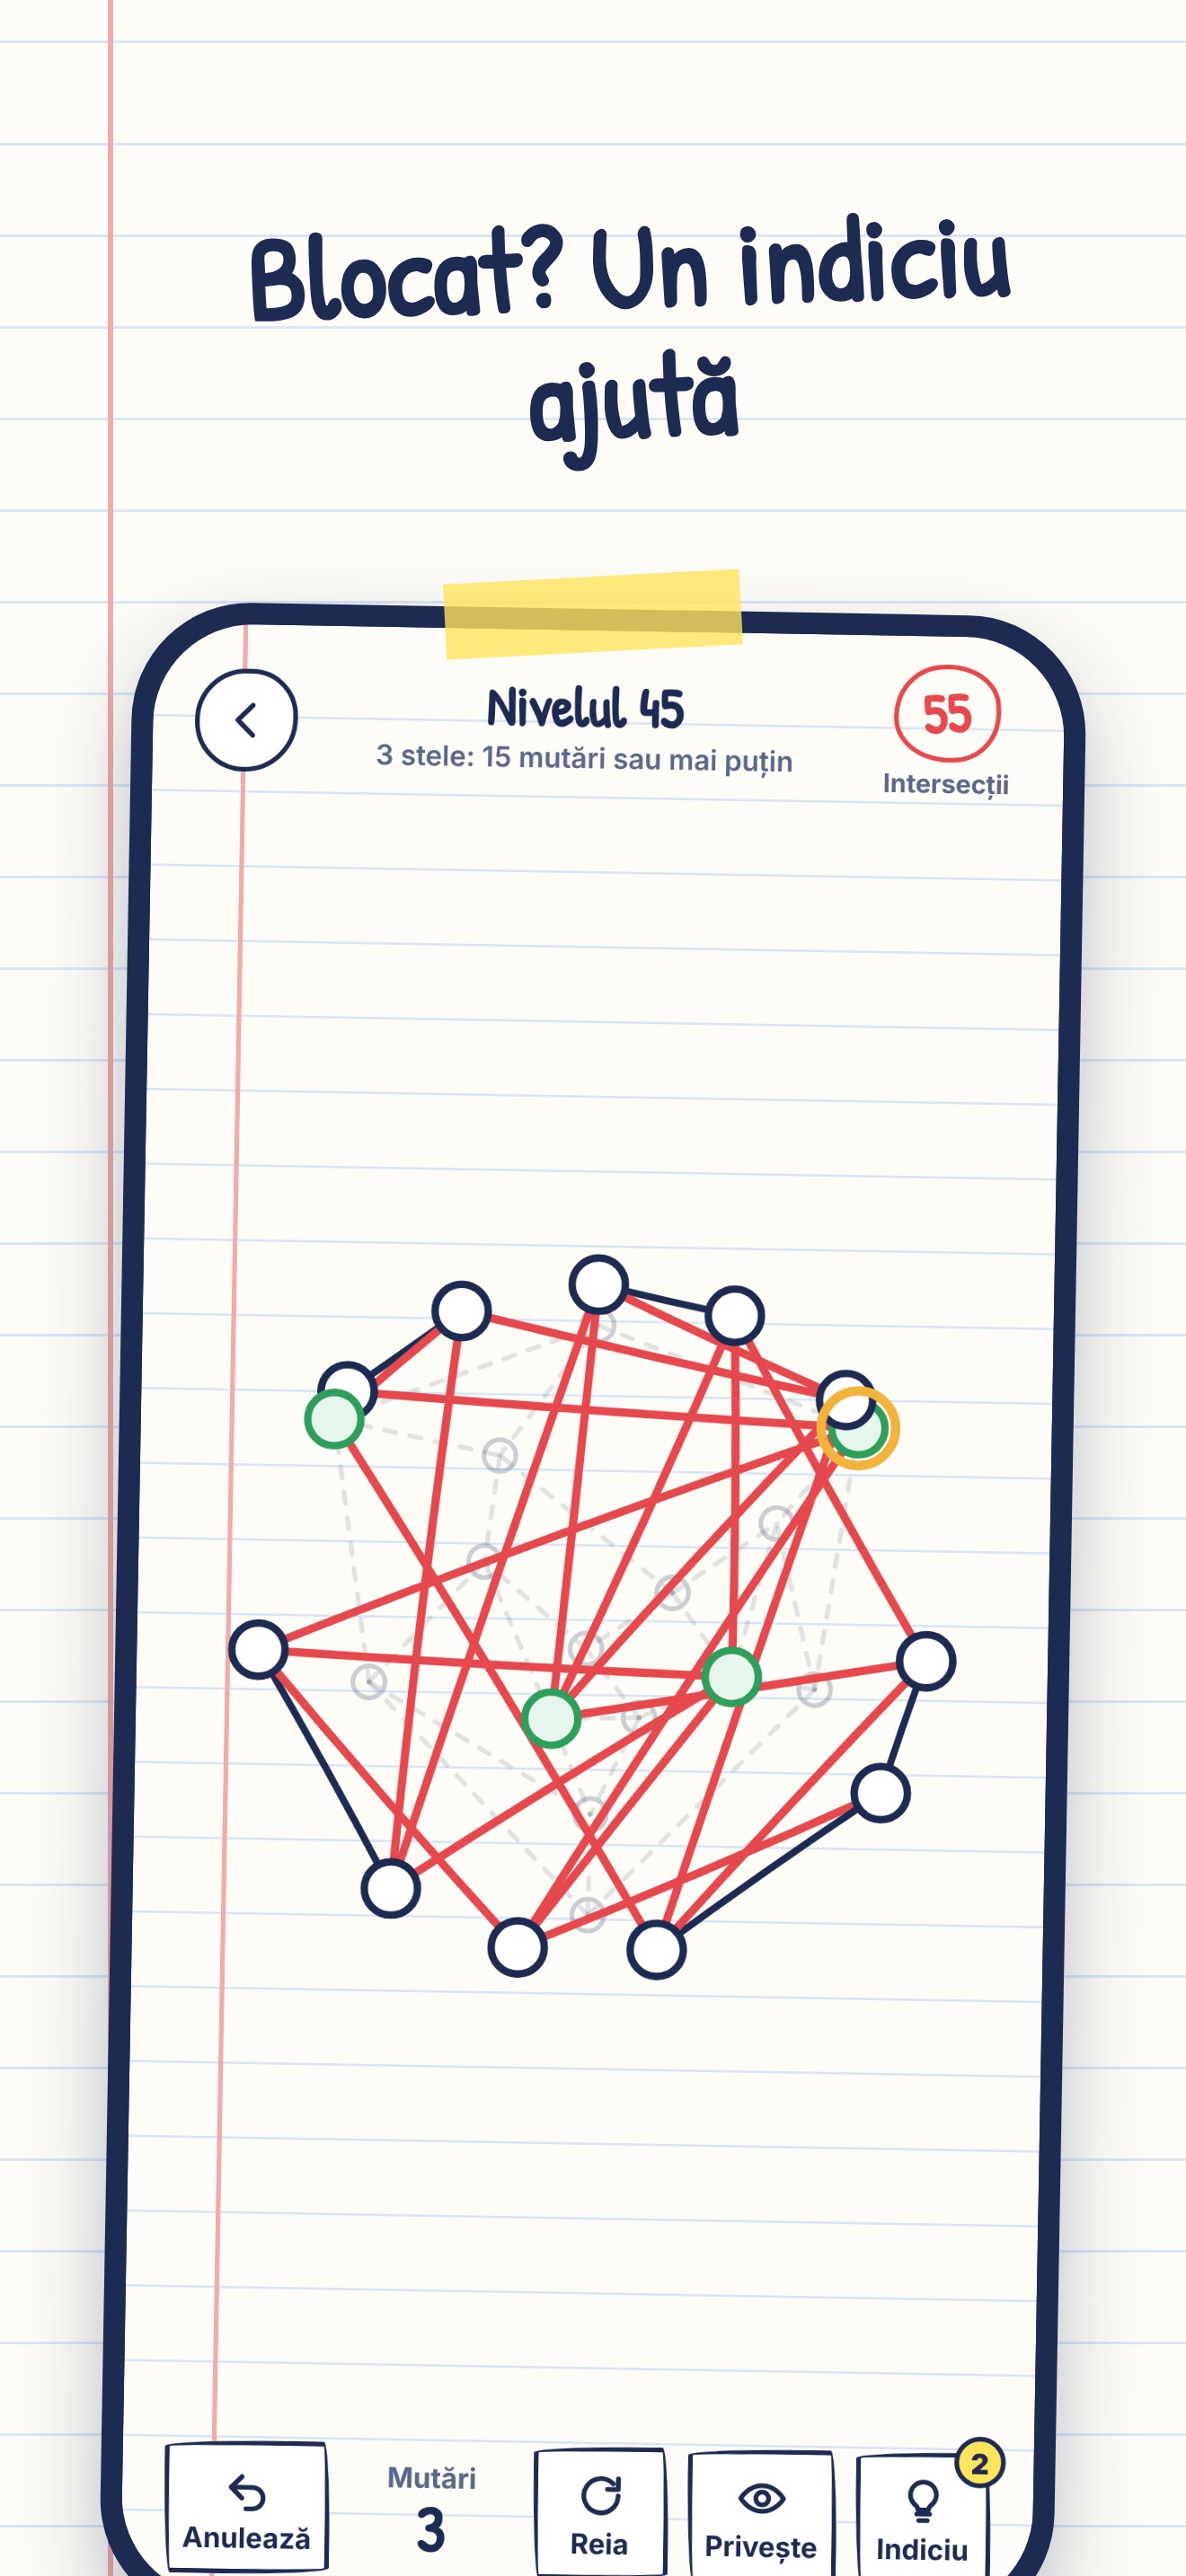 Blocat? Un indiciu
ajută
Nivelul 45
3 stele: 15 mutări sau mai puțin
55
Intersecții
Anulează
Mutări
3
Reia
Privește
2
Indiciu